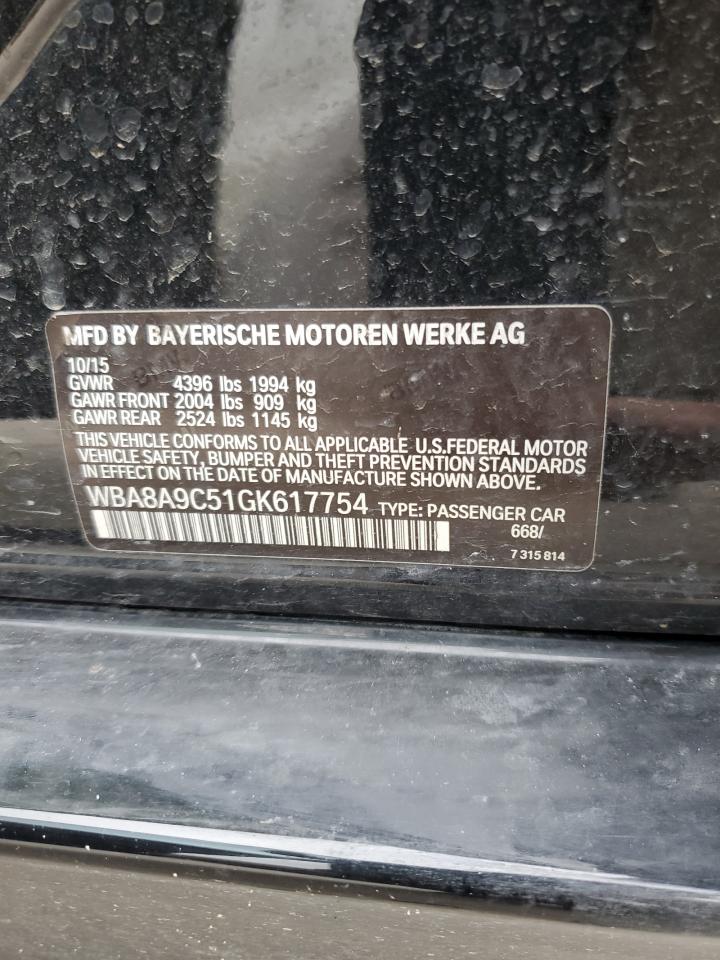 MFD BY BAYERISCHE MOTOREN WERKE AG
10/15
GVWR 4396 lbs 1994 kg
GAWR FRONT 2004 lbs 909 kg
GAWR REAR 2524 lbs 1145 kg
THIS VEHICLE CONFORMS TO ALL APPLICABLE U.S.FEDERAL MOTOR
VEHICLE SAFETY, BUMPER AND THEFT PREVENTION STANDARDS
IN EFFECT ON THE DATE OF MANUFACTURE SHOWN ABOVE.
WBA8A9C51GK617754 TYPE: PASSENGER CAR
668/
7 315 814